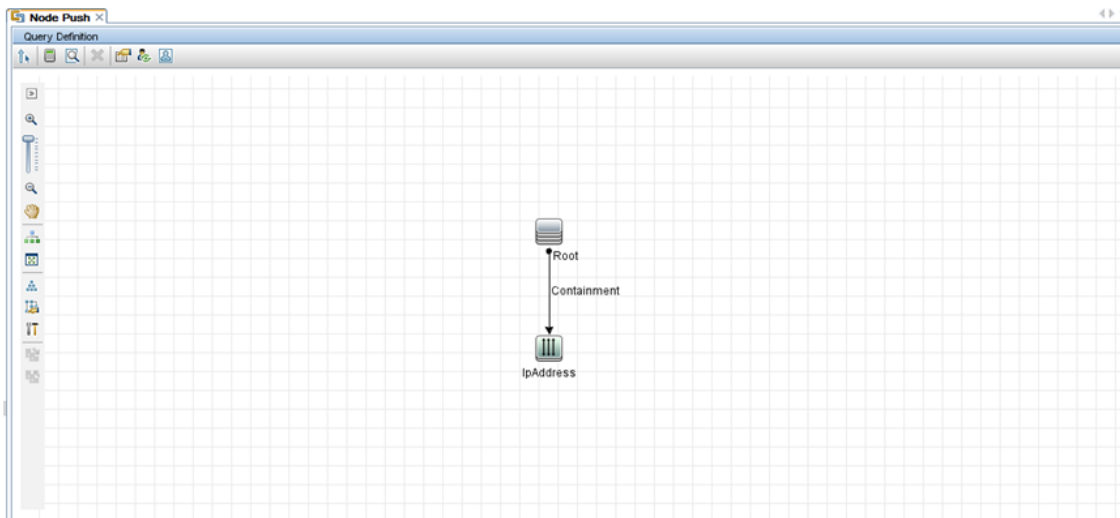 Node Push
Query Definition
Root
Containment
IpAddress